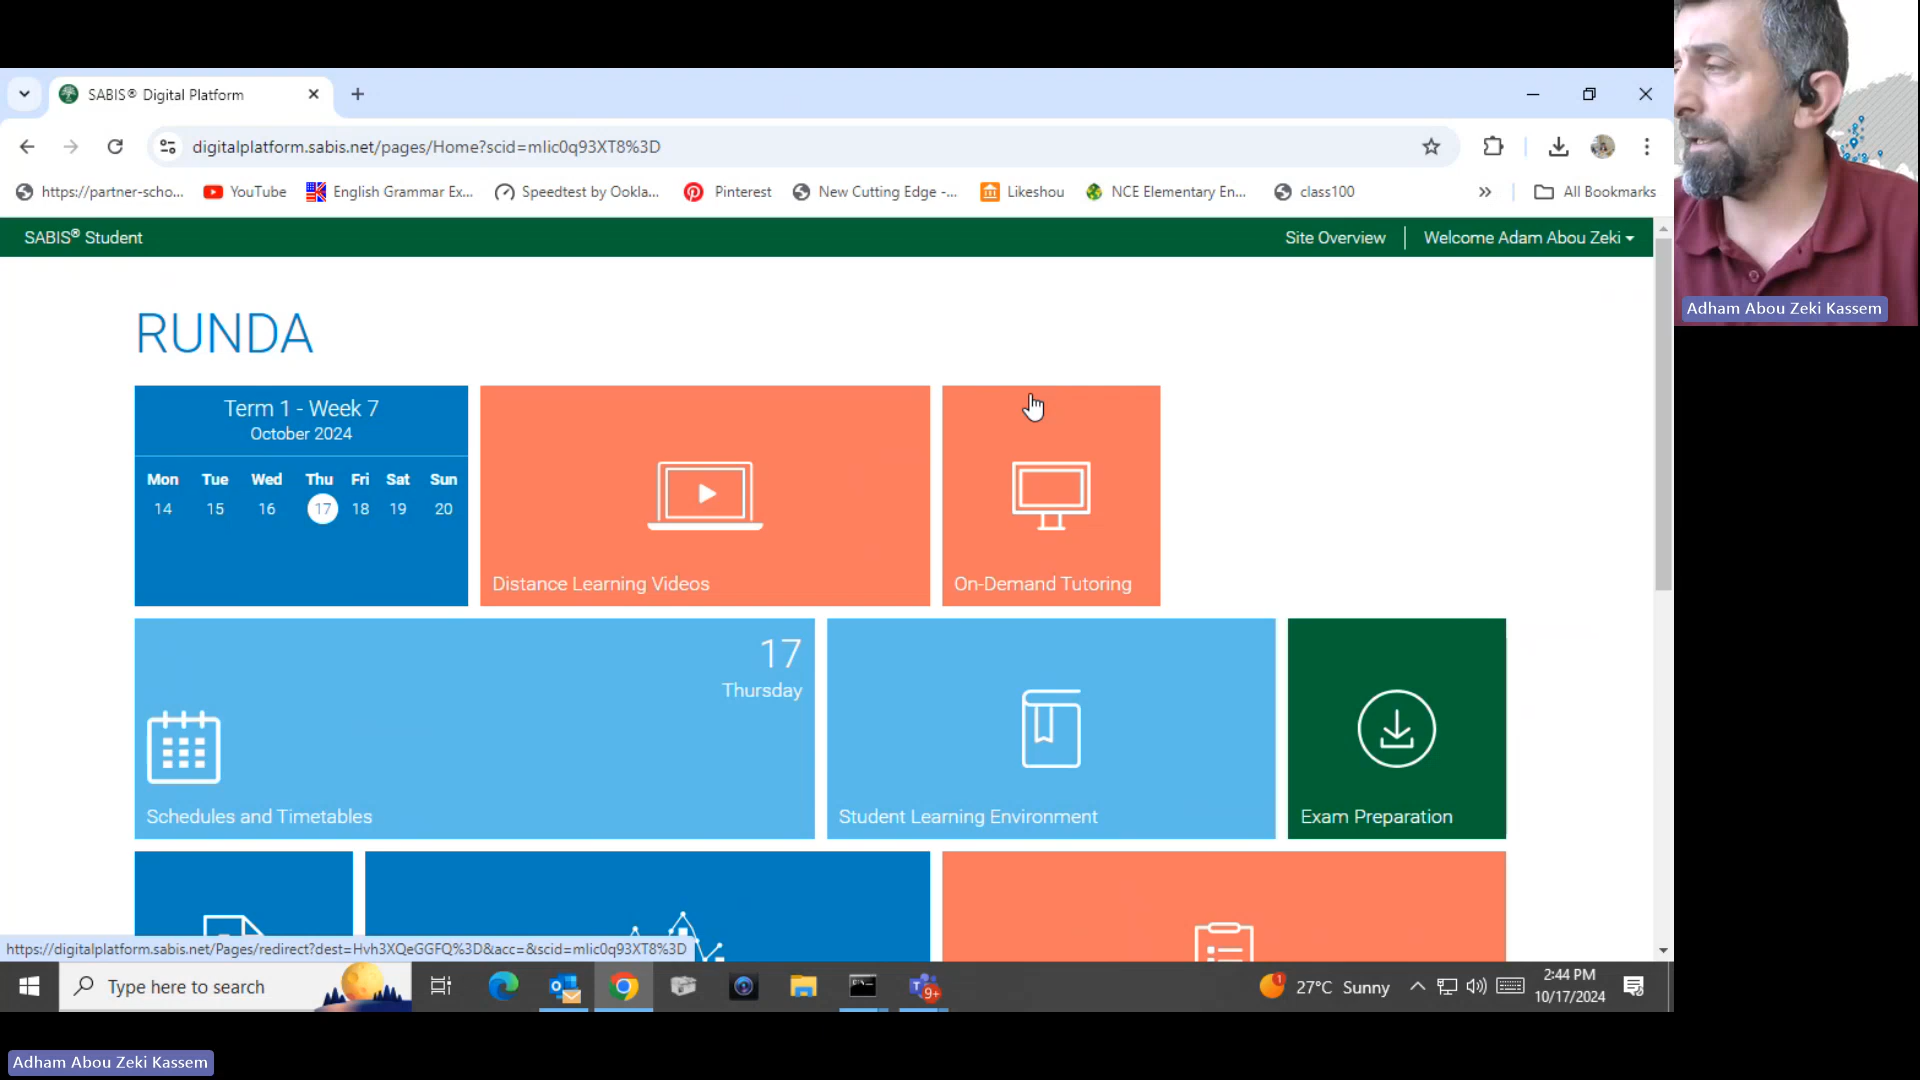 SABIS® Digital Platform
digitalplatform.sabis.net/pages/Home?scid=mlic0q93XT8%3D
https://partner-scho...
YouTube
English Grammar Ex...
Speedtest by Ookla...
Pinterest
New Cutting Edge -...
Likeshou
NCE Elementary En...
class100
All Bookmarks
SABIS® Student
Site Overview
Welcome Adam Abou Zeki
Adham Abou Zeki Kassem
RUNDA
Term 1 - Week 7
October 2024
Mon Tue Wed Thu Fri Sat Sun
14 15 16 17 18 19 20
Distance Learning Videos
On-Demand Tutoring
17
Thursday
Schedules and Timetables
Student Learning Environment
Exam Preparation
https://digitalplatform.sabis.net/Pages/redirect?dest=Hvh3XQeGGFQ%3D&acc=&scid=mlic0q93XT8%3D
Type here to search
9+
1
27°C Sunny
2:44 PM
10/17/2024
Adham Abou Zeki Kassem